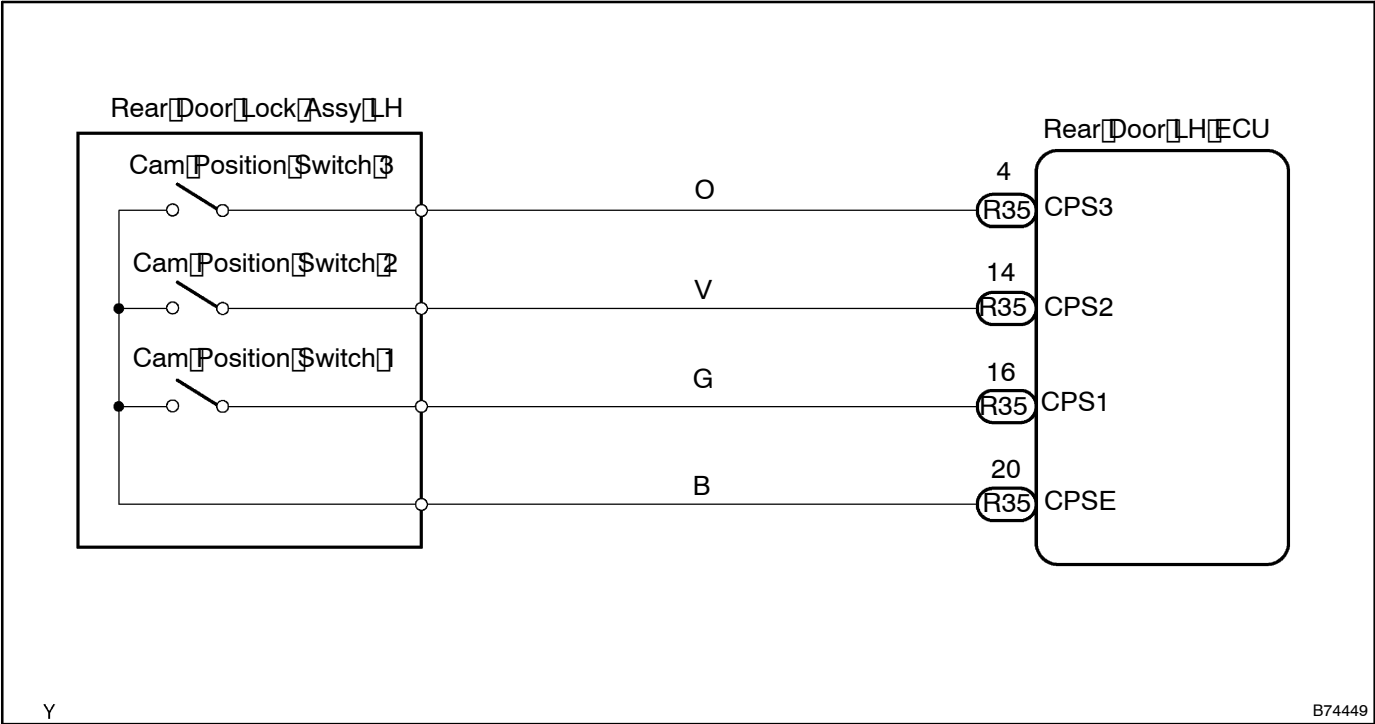 Rear Door Lock Assy LH
Rear Door LH ECU
Cam Position Switch 3
O
4
R35
CPS3
Cam Position Switch 2
V
14
R35
CPS2
Cam Position Switch 1
G
16
R35
CPS1
B
20
R35
CPSE
Y
B74449